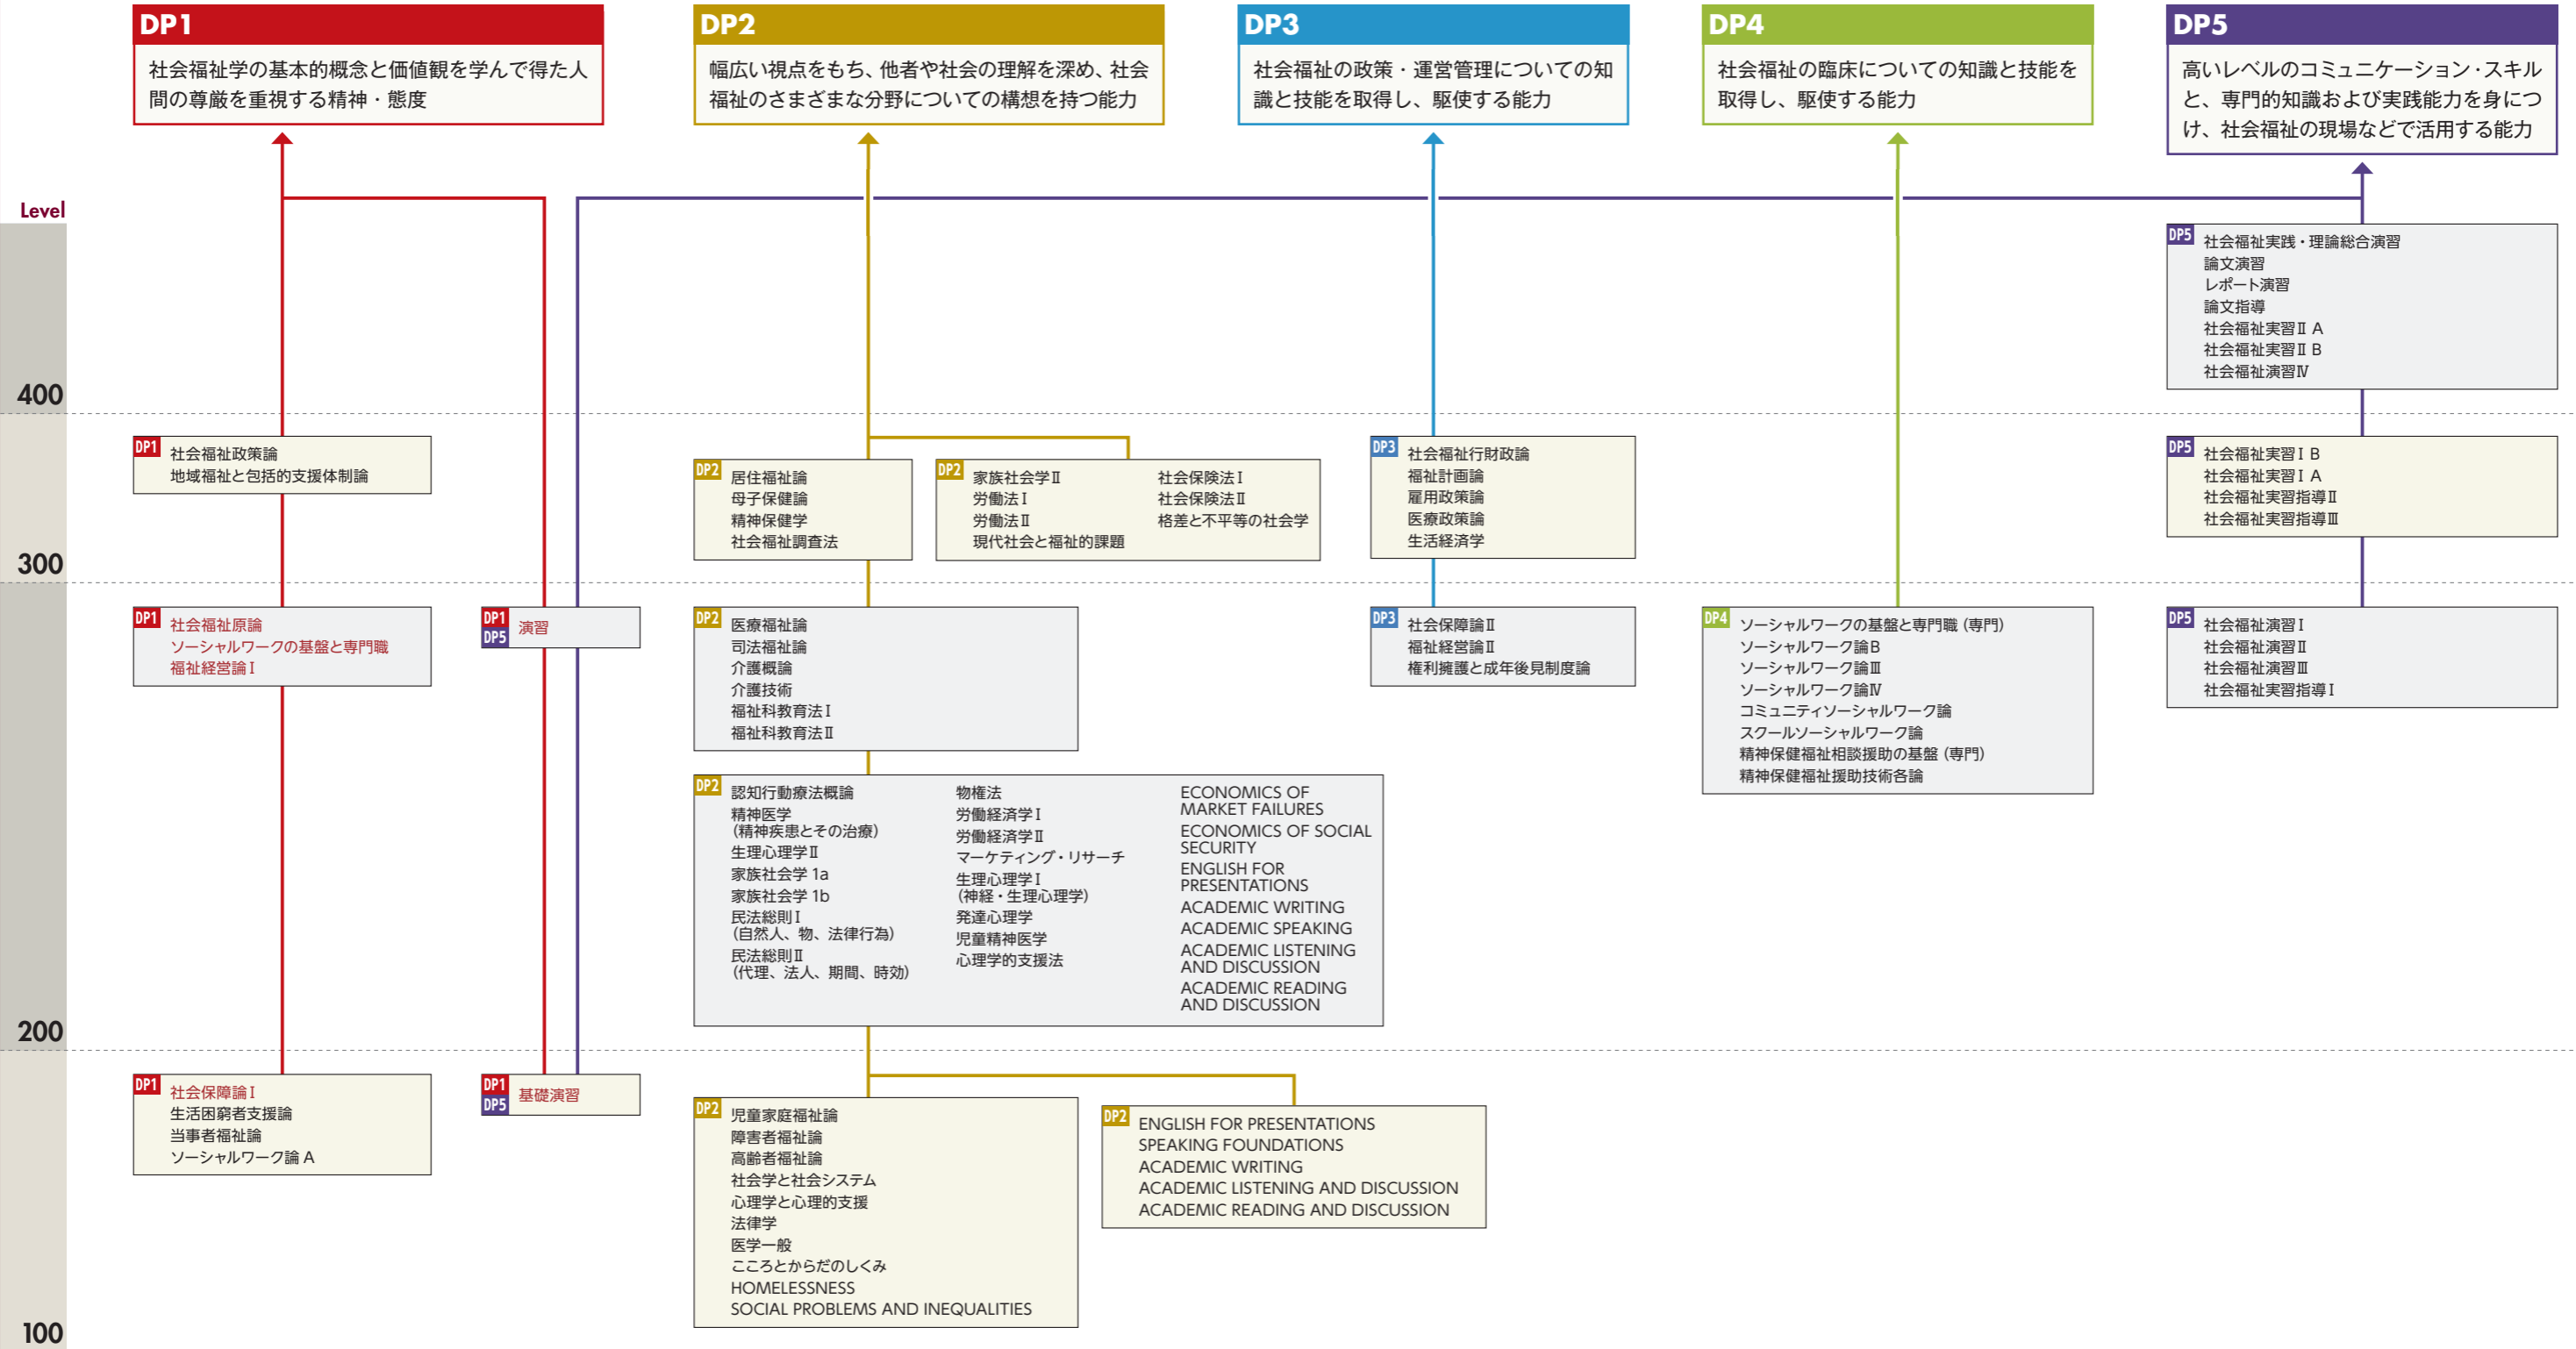 DP1
社会福祉学の基本的概念と価値観を学んで得た人
間の尊厳を重視する精神・態度
DP2
幅広い視点をもち、他者や社会の理解を深め、社会
福祉のさまざまな分野についての構想を持つ能力
DP3
社会福祉の政策・運営管理についての知
識と技能を取得し、駆使する能力
DP4
社会福祉の臨床についての知識と技能を
取得し、駆使する能力
DP5
高いレベルのコミュニケーション・スキル
と、専門的知識および実践能力を身につ
け、社会福祉の現場などで活用する能力
Level
DP5
社会福祉実践・理論総合演習
論文演習
レポート演習
論文指導
社会福祉実習Ⅱ A
社会福祉実習Ⅱ B
社会福祉演習Ⅳ
400
DP1
社会福祉政策論
地域福祉と包括的支援体制論
DP2
居住福祉論
母子保健論
精神保健学
社会福祉調査法
DP2
家族社会学Ⅱ
労働法Ⅰ
労働法Ⅱ
現代社会と福祉的課題
社会保険法Ⅰ
社会保険法Ⅱ
格差と不平等の社会学
DP3
社会福祉行財政論
福祉計画論
雇用政策論
医療政策論
生活経済学
DP5
社会福祉実習Ⅰ B
社会福祉実習Ⅰ A
社会福祉実習指導Ⅱ
社会福祉実習指導Ⅲ
300
DP1
社会福祉原論
ソーシャルワークの基盤と専門職
福祉経営論Ⅰ
DP1
DP5
演習
DP2
医療福祉論
司法福祉論
介護概論
介護技術
福祉科教育法Ⅰ
福祉科教育法Ⅱ
DP3
社会保障論Ⅱ
福祉経営論Ⅱ
権利擁護と成年後見制度論
DP4
ソーシャルワークの基盤と専門職（専門）
ソーシャルワーク論B
ソーシャルワーク論Ⅲ
ソーシャルワーク論Ⅳ
コミュニティソーシャルワーク論
スクールソーシャルワーク論
精神保健福祉相談援助の基盤（専門）
精神保健福祉援助技術各論
DP5
社会福祉演習Ⅰ
社会福祉演習Ⅱ
社会福祉演習Ⅲ
社会福祉実習指導Ⅰ
DP2
認知行動療法概論
精神医学
（精神疾患とその治療）
生理心理学Ⅱ
家族社会学 1a
家族社会学 1b
民法総則Ⅰ
（自然人、物、法律行為）
民法総則Ⅱ
（代理、法人、期間、時効）
物権法
労働経済学Ⅰ
労働経済学Ⅱ
マーケティング・リサーチ
生理心理学Ⅰ
（神経・生理心理学）
発達心理学
児童精神医学
心理学的支援法
ECONOMICS OF
MARKET FAILURES
ECONOMICS OF SOCIAL
SECURITY
ENGLISH FOR
PRESENTATIONS
ACADEMIC WRITING
ACADEMIC SPEAKING
ACADEMIC LISTENING
AND DISCUSSION
ACADEMIC READING
AND DISCUSSION
200
DP1
社会保障論Ⅰ
生活困窮者支援論
当事者福祉論
ソーシャルワーク論 A
DP1
DP5
基礎演習
DP2
児童家庭福祉論
障害者福祉論
高齢者福祉論
社会学と社会システム
心理学と心理的支援
法律学
医学一般
こころとからだのしくみ
HOMELESSNESS
SOCIAL PROBLEMS AND INEQUALITIES
DP2
ENGLISH FOR PRESENTATIONS
SPEAKING FOUNDATIONS
ACADEMIC WRITING
ACADEMIC LISTENING AND DISCUSSION
ACADEMIC READING AND DISCUSSION
100